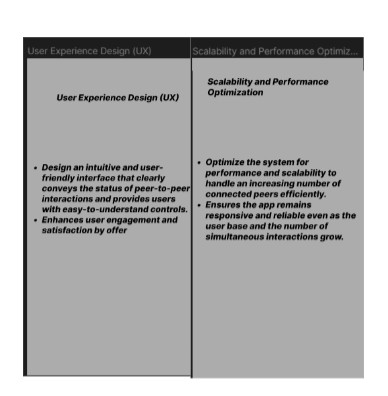 User Experience Design (UX)
Scalability and Performance Optimiz...
User Experience Design (UX)
• Design an intuitive and user-
friendly interface that clearly
conveys the status of peer-to-peer
interactions and provides users
with easy-to-understand controls.
• Enhances user engagement and
satisfaction by offer
Scalability and Performance
Optimization
• Optimize the system for
performance and scalability to
handle an increasing number of
connected peers efficiently.
• Ensures the app remains
responsive and reliable even as the
user base and the number of
simultaneous interactions grow.